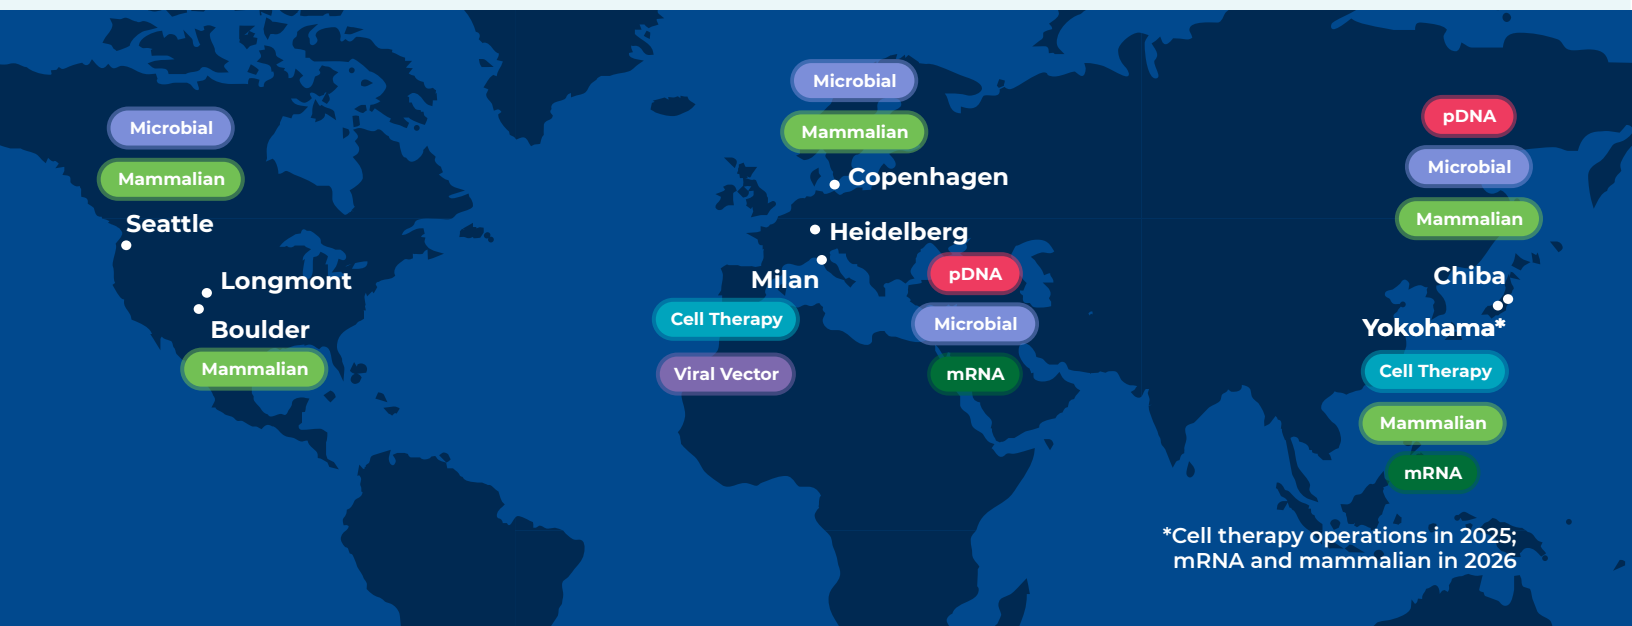 Microbial
Mammalian
Seattle
Longmont
Boulder
Mammalian
Microbial
Mammalian
Copenhagen
Heidelberg
pDNA
Microbial
mRNA
Milan
Cell Therapy
Viral Vector
pDNA
Microbial
Mammalian
Chiba
Yokohama*
Cell Therapy
Mammalian
mRNA
*Cell therapy operations in 2025;
mRNA and mammalian in 2026